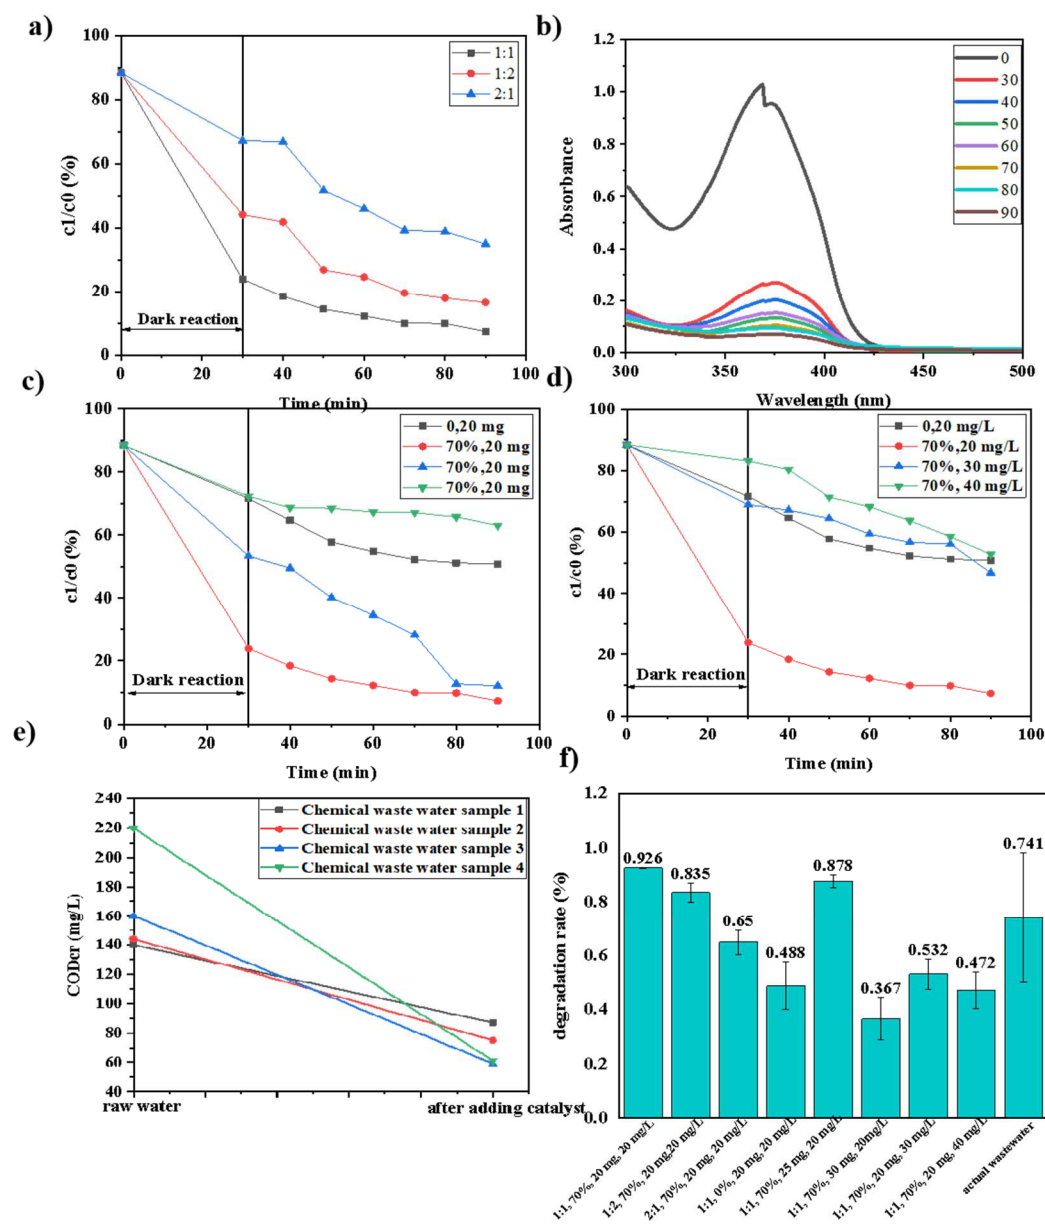 a)
100
80
60
40
20
0
c1/c0 (%)
1:1
1:2
2:1
Dark reaction
0 20 40 60 80 100
Time (min)
b)
1.2
1.0
0.8
0.6
0.4
0.2
0.0
Absorbance
0
30
40
50
60
70
80
90
300 350 400 450 500
Wavelength (nm)
c)
100
80
60
40
20
0
c1/c0 (%)
0,20 mg
70%,20 mg
70%,20 mg
70%,20 mg
Dark reaction
0 20 40 60 80 100
Time (min)
d)
100
80
60
40
20
0
c1/c0 (%)
0,20 mg/L
70%,20 mg/L
70%, 30 mg/L
70%, 40 mg/L
Dark reaction
0 20 40 60 80 100
Time (min)
e)
240
220
200
180
160
140
120
100
80
60
40
CODcr (mg/L)
Chemical waste water sample 1
Chemical waste water sample 2
Chemical waste water sample 3
Chemical waste water sample 4
raw water after adding catalyst
f)
1.2
1.0
0.8
0.6
0.4
0.2
0.0
degradation rate (%)
0.926
0.835
0.65
0.488
0.878
0.367
0.532
0.472
0.741
1:1, 70%, 20 mg, 20 mg/L
1:2, 70%, 20 mg,20 mg/L
2:1, 70%, 20 mg, 20 mg/L
1:1, 0%, 20 mg, 20 mg/L
1:1, 70%, 25 mg, 20 mg/L
1:1, 70%, 30 mg, 20mg/L
1:1, 70%, 20 mg, 30 mg/L
1:1, 70%, 20 mg, 40 mg/L
actual wastewater